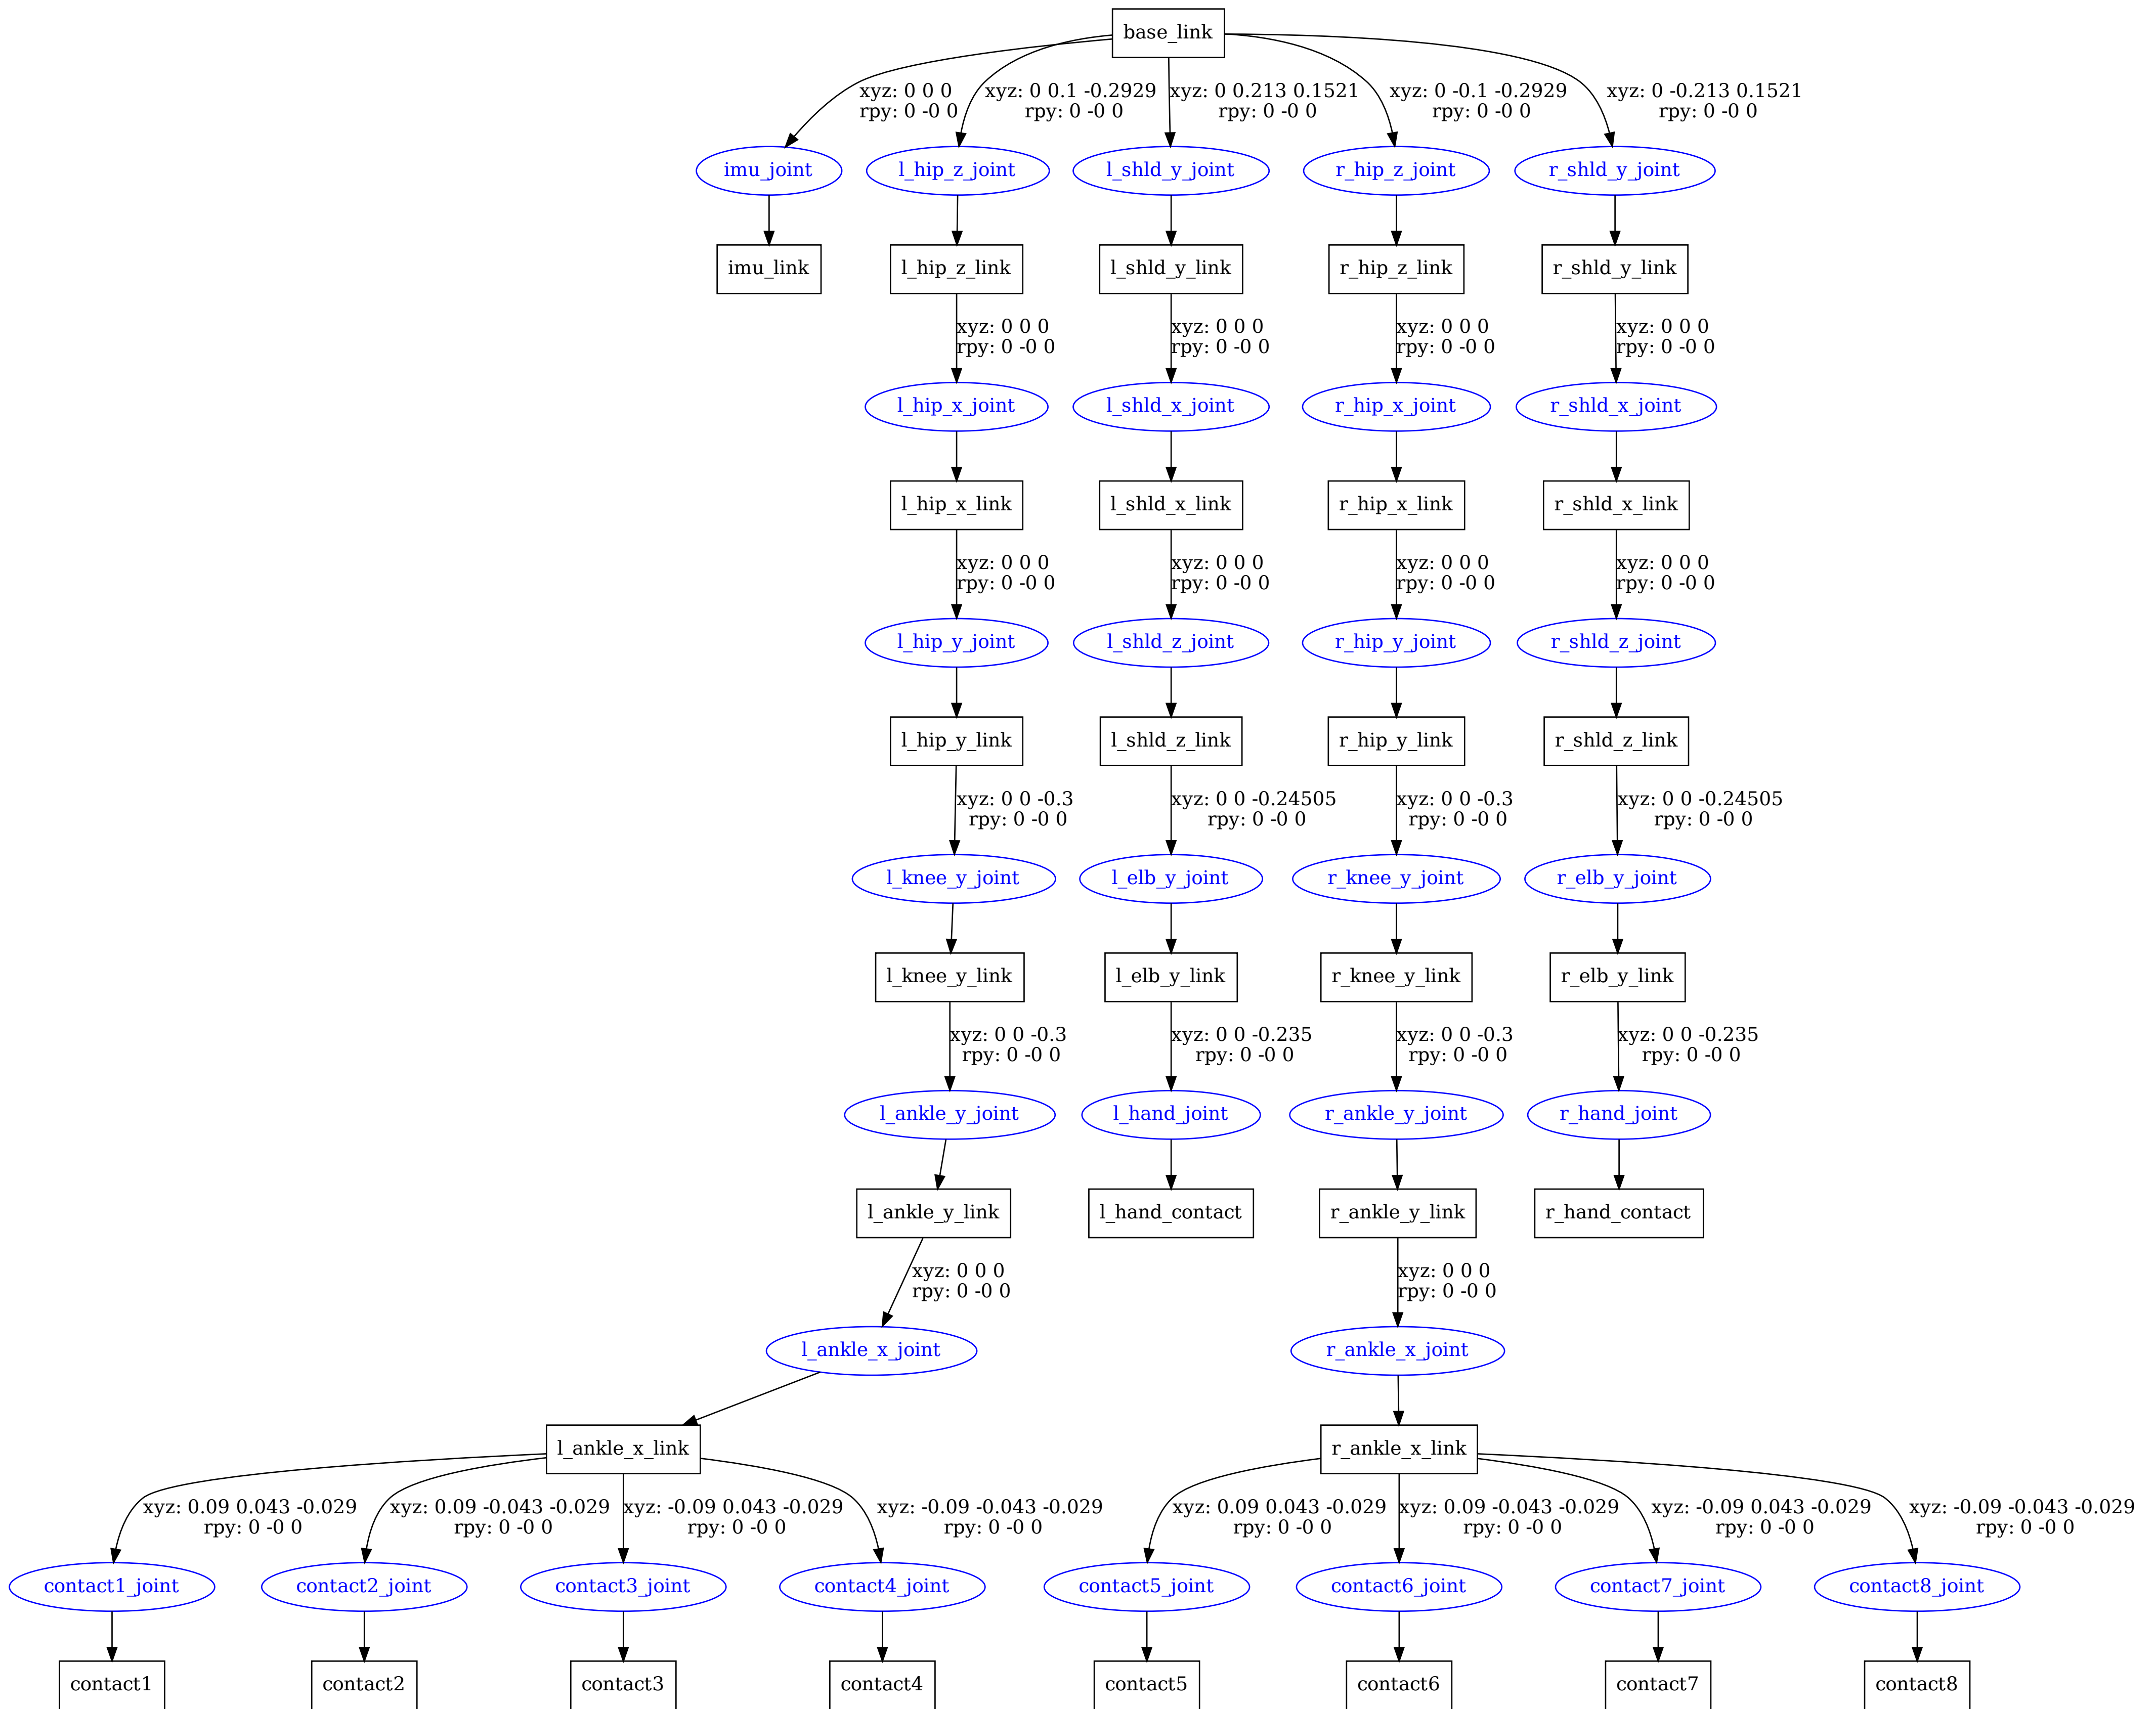 base_link
xyz: 0 0 0
rpy: 0 -0 0
xyz: 0 0.1 -0.2929
rpy: 0 -0 0
xyz: 0 0.213 0.1521
rpy: 0 -0 0
xyz: 0 -0.1 -0.2929
rpy: 0 -0 0
xyz: 0 -0.213 0.1521
rpy: 0 -0 0
imu_joint
l_hip_z_joint
l_shld_y_joint
r_hip_z_joint
r_shld_y_joint
imu_link
l_hip_z_link
l_shld_y_link
r_hip_z_link
r_shld_y_link
xyz: 0 0 0
rpy: 0 -0 0
xyz: 0 0 0
rpy: 0 -0 0
xyz: 0 0 0
rpy: 0 -0 0
xyz: 0 0 0
rpy: 0 -0 0
l_hip_x_joint
l_shld_x_joint
r_hip_x_joint
r_shld_x_joint
l_hip_x_link
l_shld_x_link
r_hip_x_link
r_shld_x_link
xyz: 0 0 0
rpy: 0 -0 0
xyz: 0 0 0
rpy: 0 -0 0
xyz: 0 0 0
rpy: 0 -0 0
xyz: 0 0 0
rpy: 0 -0 0
l_hip_y_joint
l_shld_z_joint
r_hip_y_joint
r_shld_z_joint
l_hip_y_link
l_shld_z_link
r_hip_y_link
r_shld_z_link
xyz: 0 0 -0.3
rpy: 0 -0 0
xyz: 0 0 -0.24505
rpy: 0 -0 0
xyz: 0 0 -0.3
rpy: 0 -0 0
xyz: 0 0 -0.24505
rpy: 0 -0 0
l_knee_y_joint
l_elb_y_joint
r_knee_y_joint
r_elb_y_joint
l_knee_y_link
l_elb_y_link
r_knee_y_link
r_elb_y_link
xyz: 0 0 -0.3
rpy: 0 -0 0
xyz: 0 0 -0.235
rpy: 0 -0 0
xyz: 0 0 -0.3
rpy: 0 -0 0
xyz: 0 0 -0.235
rpy: 0 -0 0
l_ankle_y_joint
l_hand_joint
r_ankle_y_joint
r_hand_joint
l_ankle_y_link
l_hand_contact
r_ankle_y_link
r_hand_contact
xyz: 0 0 0
rpy: 0 -0 0
xyz: 0 0 0
rpy: 0 -0 0
l_ankle_x_joint
r_ankle_x_joint
l_ankle_x_link
r_ankle_x_link
xyz: 0.09 0.043 -0.029
rpy: 0 -0 0
xyz: 0.09 -0.043 -0.029
rpy: 0 -0 0
xyz: -0.09 0.043 -0.029
rpy: 0 -0 0
xyz: -0.09 -0.043 -0.029
rpy: 0 -0 0
xyz: 0.09 0.043 -0.029
rpy: 0 -0 0
xyz: 0.09 -0.043 -0.029
rpy: 0 -0 0
xyz: -0.09 0.043 -0.029
rpy: 0 -0 0
xyz: -0.09 -0.043 -0.029
rpy: 0 -0 0
contact1_joint
contact2_joint
contact3_joint
contact4_joint
contact5_joint
contact6_joint
contact7_joint
contact8_joint
contact1
contact2
contact3
contact4
contact5
contact6
contact7
contact8